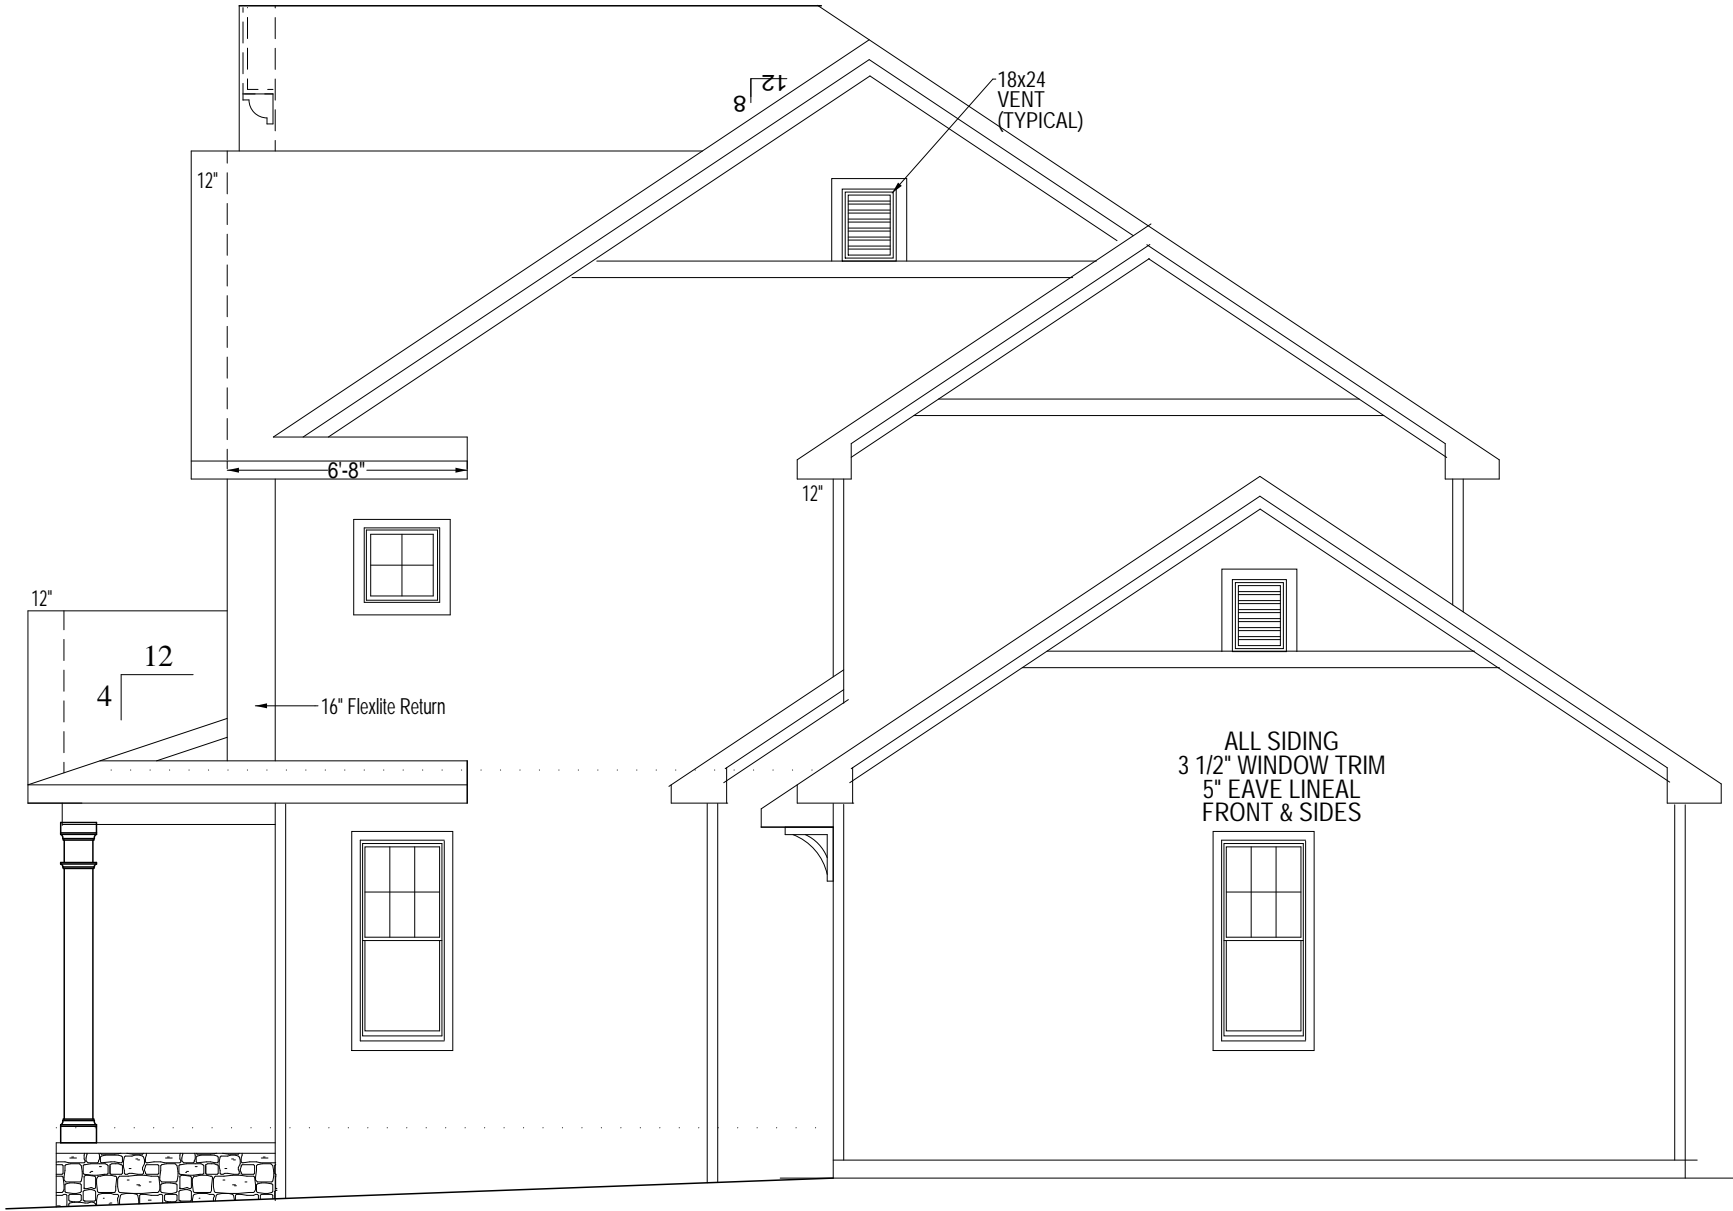 12
8
18x24
VENT
(TYPICAL)
12"
6'-8"
12"
12"
12
4
16" Flexlite Return
ALL SIDING
3 1/2" WINDOW TRIM
5" EAVE LINEAL
FRONT & SIDES